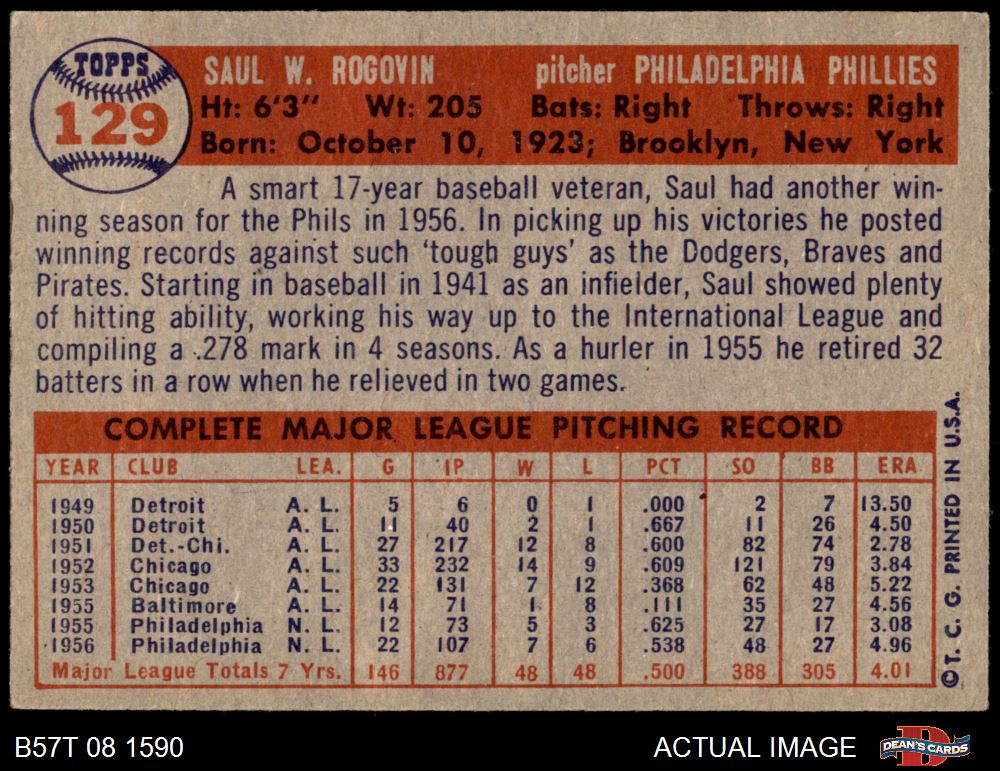 TOPPS
129
SAUL W. ROGOVIN pitcher PHILADELPHIA PHILLIES
Ht: 6'3" Wt: 205 Bats: Right Throws: Right
Born: October 10, 1923; Brooklyn, New York
A smart 17-year baseball veteran, Saul had another win-
ning season for the Phils in 1956. In picking up his victories he posted
winning records against such 'tough guys' as the Dodgers, Braves and
Pirates. Starting in baseball in 1941 as an infielder, Saul showed plenty
of hitting ability, working his way up to the International League and
compiling a .278 mark in 4 seasons. As a hurler in 1955 he retired 32
batters in a row when he relieved in two games.
COMPLETE MAJOR LEAGUE PITCHING RECORD
YEAR CLUB LEA. G IP W L PCT SO BB ERA
1949 Detroit A. L. 5 6 0 1 .000 2 7 13.50
1950 Detroit A. L. 11 40 2 1 .667 11 26 4.50
1951 Det.-Chi. A. L. 27 217 12 8 .600 82 74 2.78
1952 Chicago A. L. 33 232 14 9 .609 121 79 3.84
1953 Chicago A. L. 22 131 7 12 .368 62 48 5.22
1955 Baltimore A. L. 14 71 1 8 .111 35 27 4.56
1955 Philadelphia N. L. 12 73 5 3 .625 27 17 3.08
1956 Philadelphia N. L. 22 107 7 6 .538 48 27 4.96
Major League Totals 7 Yrs. 146 877 48 48 .500 388 305 4.01
©T. C. G. PRINTED IN U.S.A.
B57T 08 1590 ACTUAL IMAGE DEAN'S CARDS